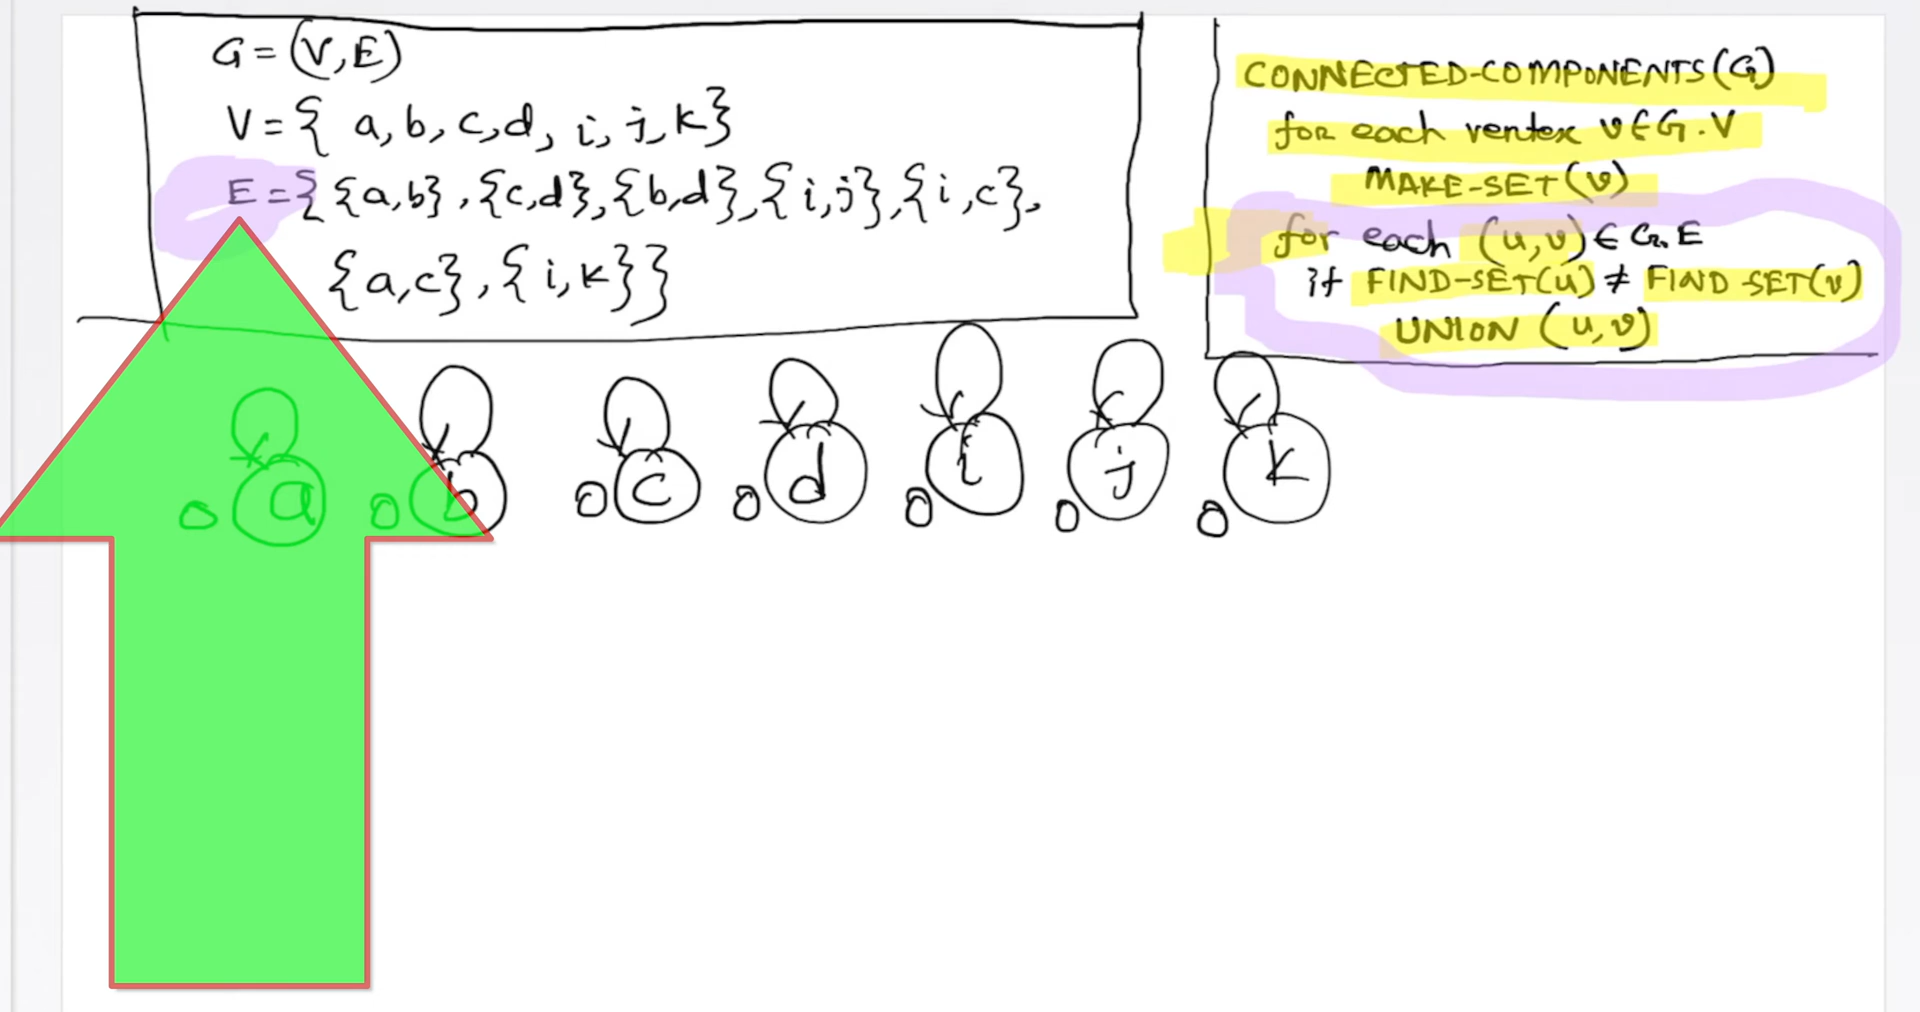 G = (V,E)
V = { a, b, c, d, i, j, k}
E = { {a,b}, {c,d}, {b,d}, {i,j}, {i,c},
{a,c}, {i,k}}
CONNECTED-COMPONENTS(G)
for each vertex v ∈ G.V
MAKE-SET(v)
for each (u,v) ∈ G.E
if FIND-SET(u) ≠ FIND-SET(v)
UNION (u,v)
0 a 0 b 0 c 0 d 0 i 0 j 0 k